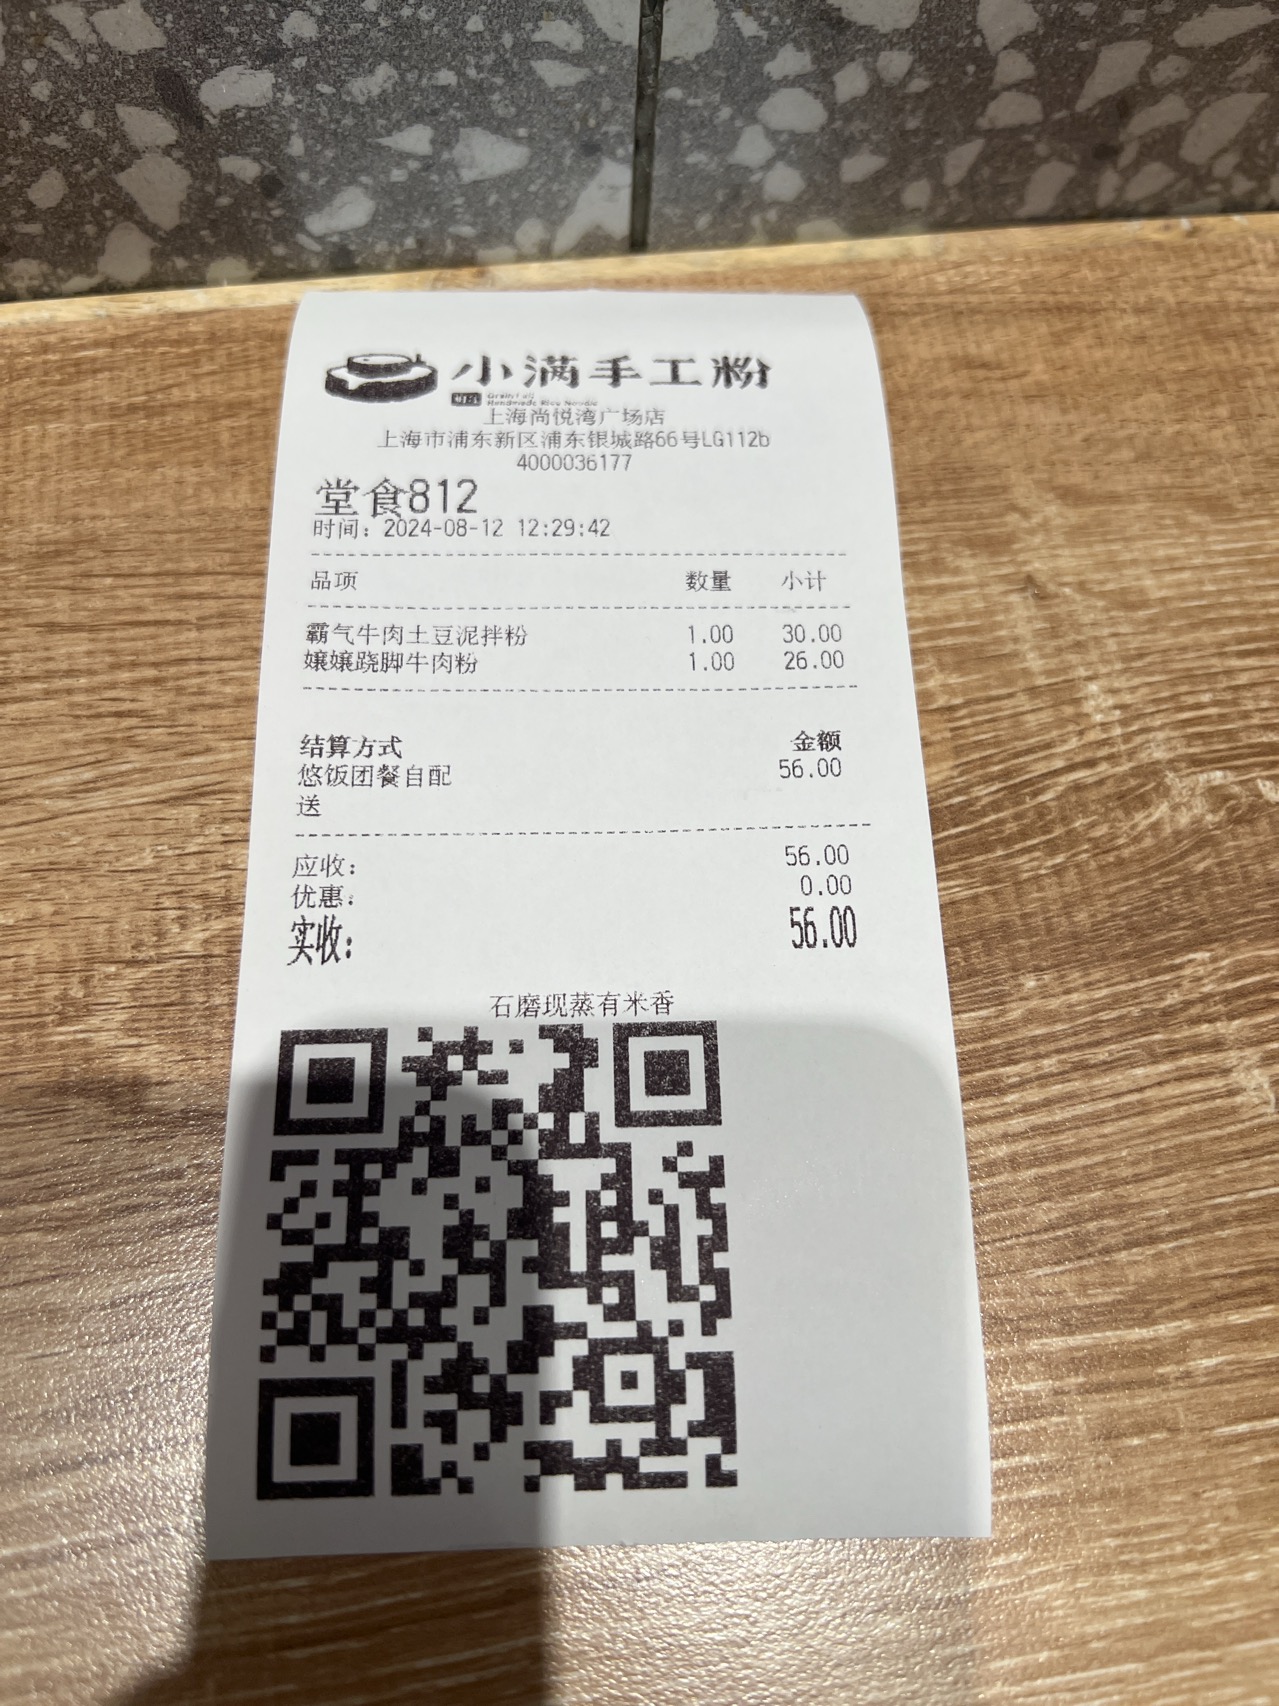 小满手工粉
Handmade Rice Noodle
上海尚悦湾广场店
上海市浦东新区浦东银城路66号LG112b
4000036177
堂食812
时间：2024-08-12 12:29:42
品项 数量 小计
霸气牛肉土豆泥拌粉 1.00 30.00
孃孃跷脚牛肉粉 1.00 26.00
结算方式 金额
悠饭团餐自配 56.00
送
应收： 56.00
优惠： 0.00
实收： 56.00
石磨现蒸有米香